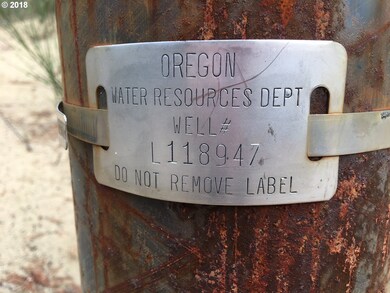 © 2018
OREGON
WATER RESOURCES DEPT
WELL#
L118947
DO NOT REMOVE LABEL